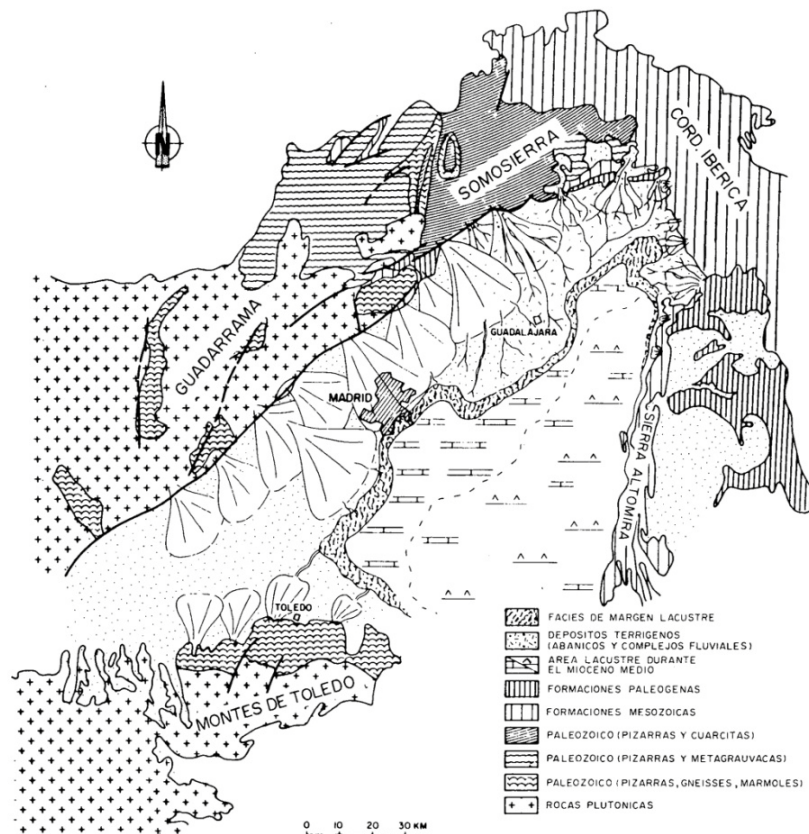 N
CORD. IBERICA
SOMOSIERRA
GUADARRAMA
GUADALAJARA
MADRID
SIERRA ALTOMIRA
TOLEDO
MONTES DE TOLEDO
FACIES DE MARGEN LACUSTRE
DEPOSITOS TERRIGENOS
(ABANICOS Y COMPLEJOS FLUVIALES)
AREA LACUSTRE DURANTE
EL MIOCENO MEDIO
FORMACIONES PALEOGENAS
FORMACIONES MESOZOICAS
PALEOZOICO (PIZARRAS Y CUARCITAS)
PALEOZOICO (PIZARRAS Y METAGRAUVACAS)
PALEOZOICO (PIZARRAS, GNEISSES, MARMOLES)
ROCAS PLUTONICAS
0 10 20 30 KM